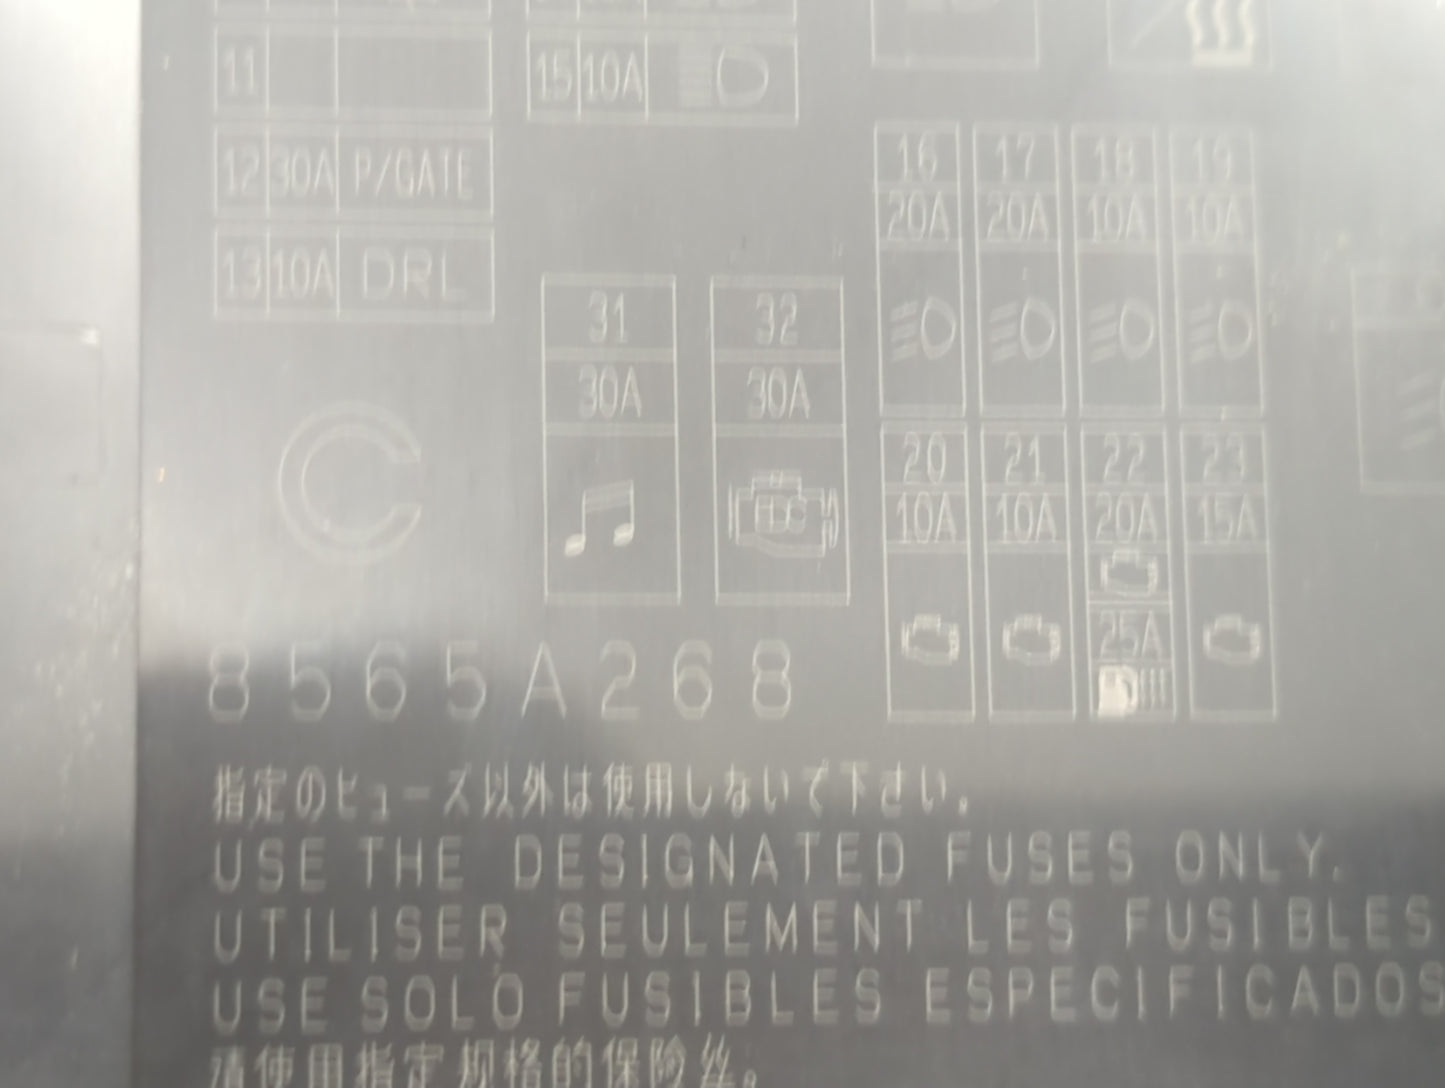 11
12 30A P/GATE
13 10A DRL
15 10A
31
30A
32
30A
EDC
16 17 18 19
20A 20A 10A 10A
20 21 22 23
10A 10A 20A 15A
25A
C
8565A268
指定のヒューズ以外は使用しないで下さい。
USE THE DESIGNATED FUSES ONLY.
UTILISER SEULEMENT LES FUSIBLES
USE SOLO FUSIBLES ESPECIFICADOS
请使用指定规格的保险丝。